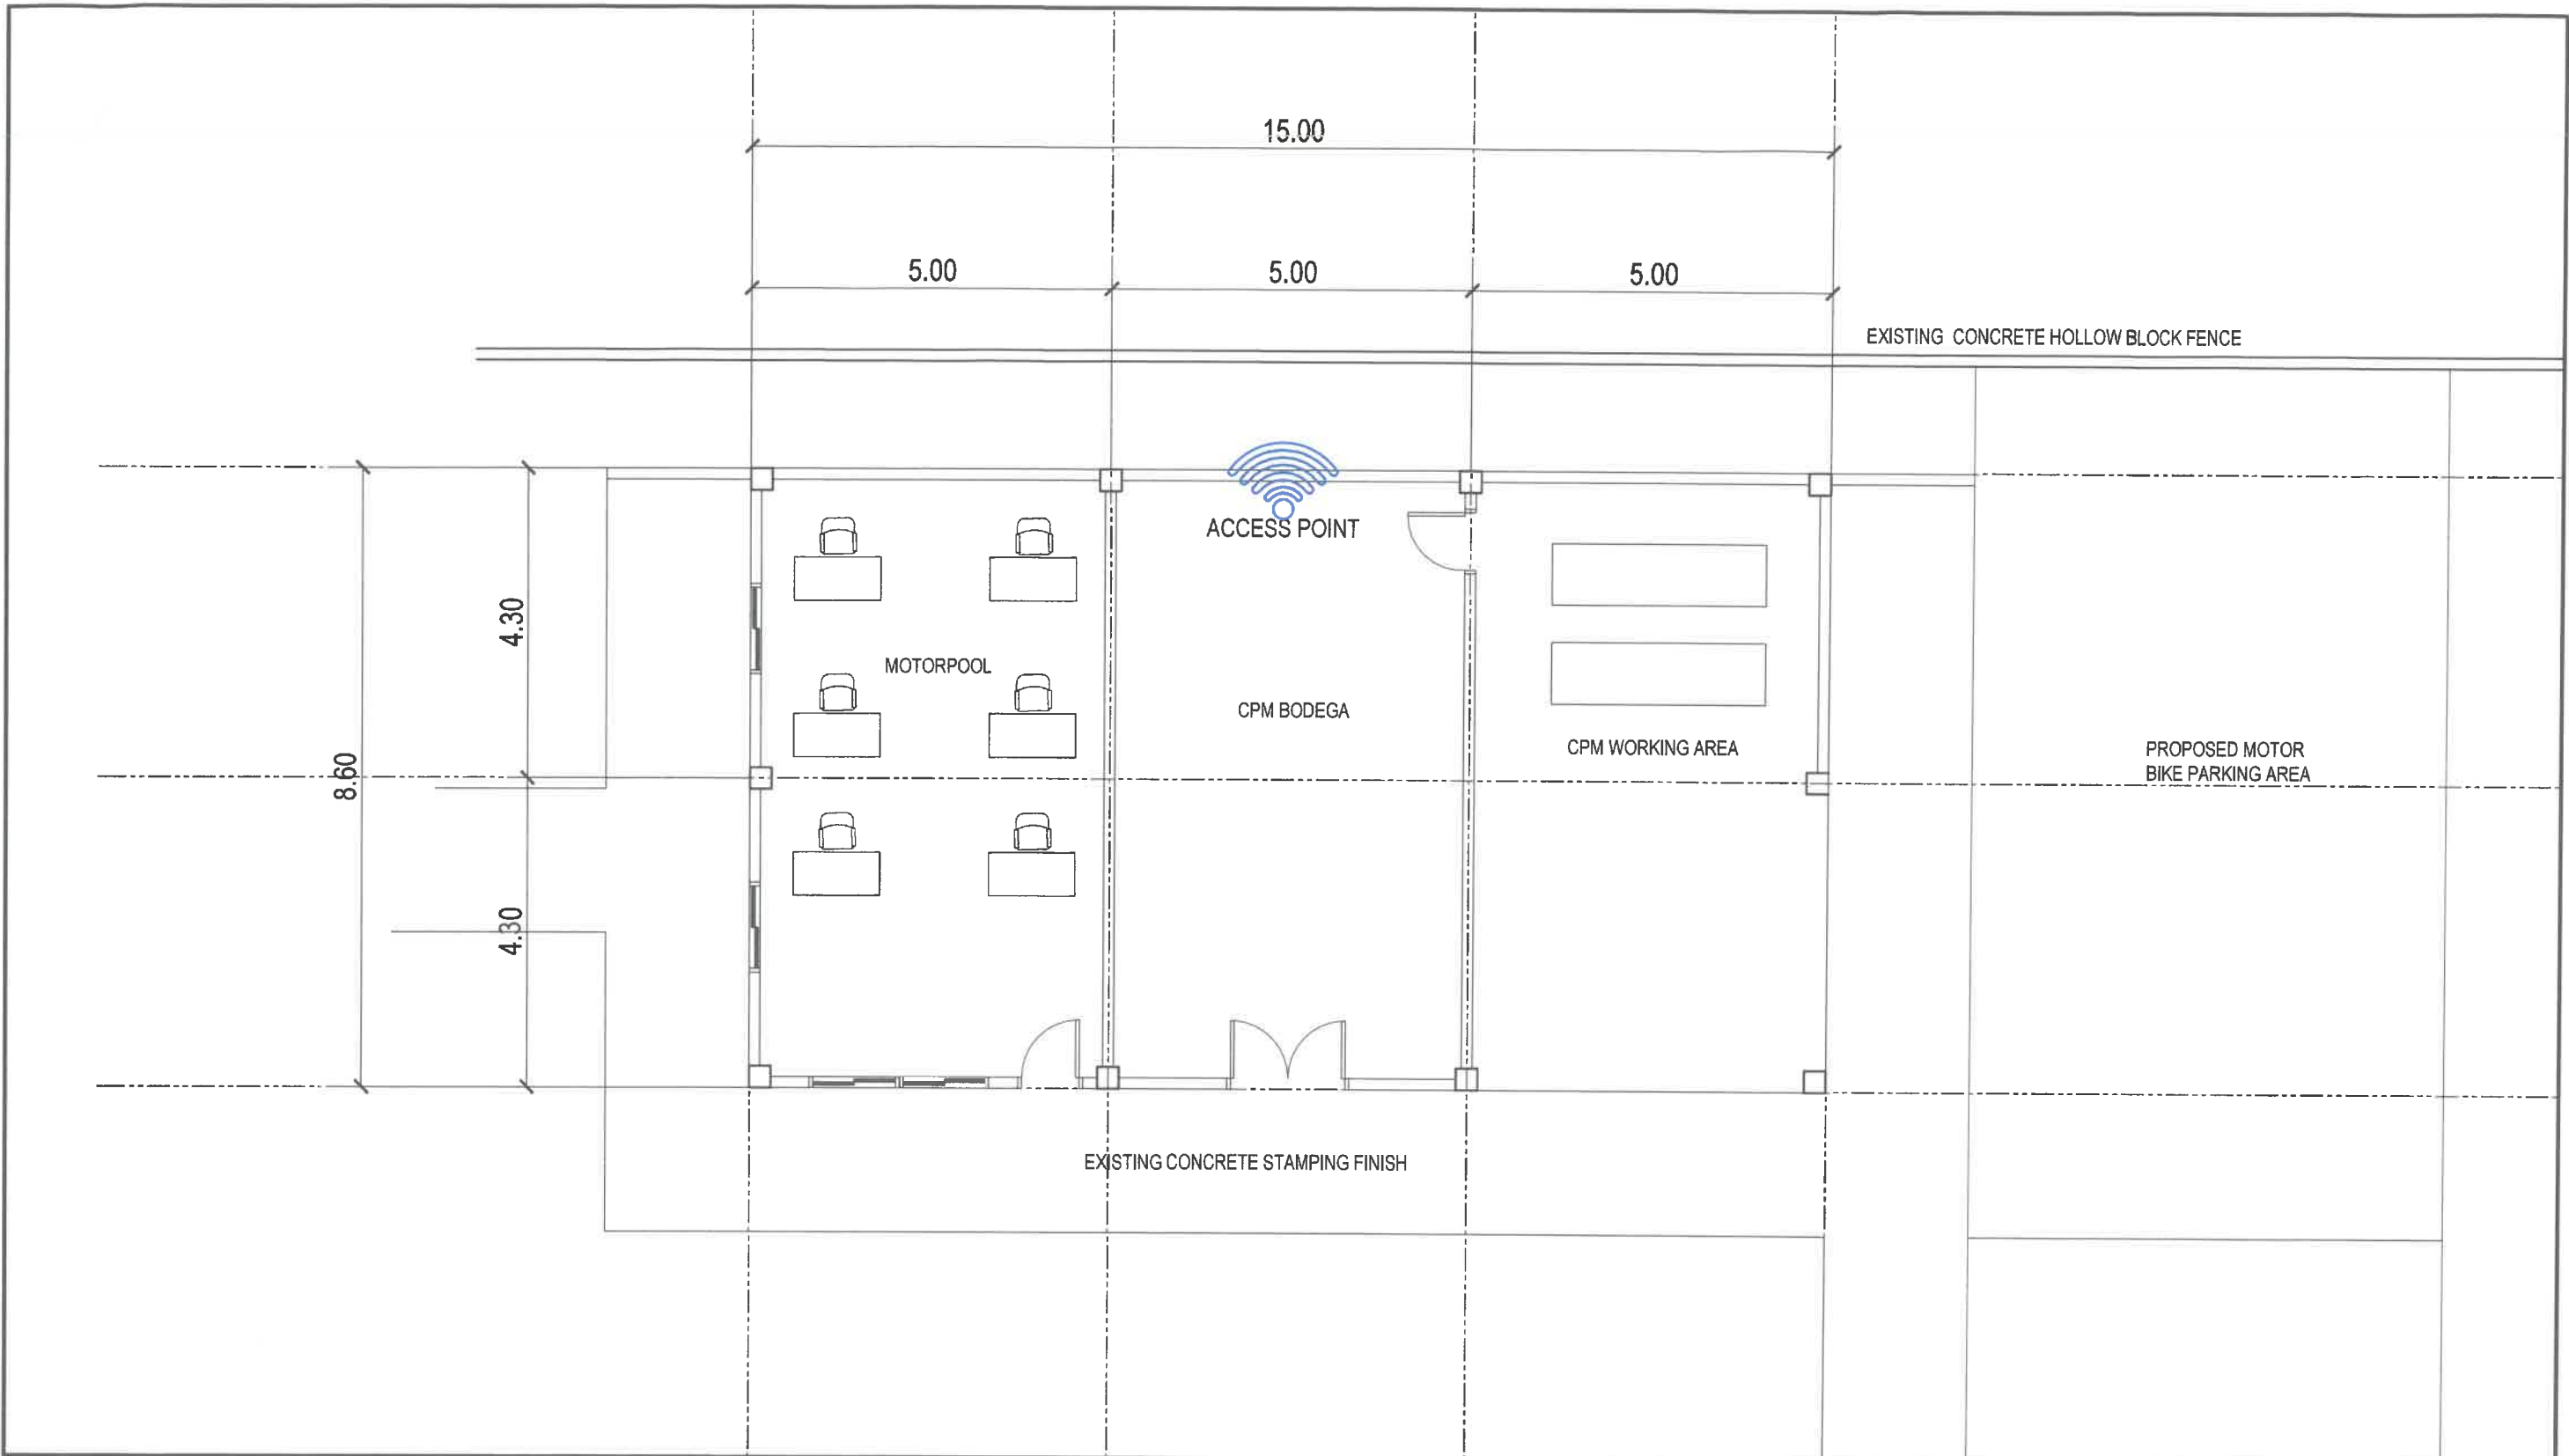 15.00
5.00
5.00
5.00
EXISTING CONCRETE HOLLOW BLOCK FENCE
ACCESS POINT
4.30
MOTORPOOL
CPM BODEGA
CPM WORKING AREA
PROPOSED MOTOR
BIKE PARKING AREA
8.60
4.30
EXISTING CONCRETE STAMPING FINISH